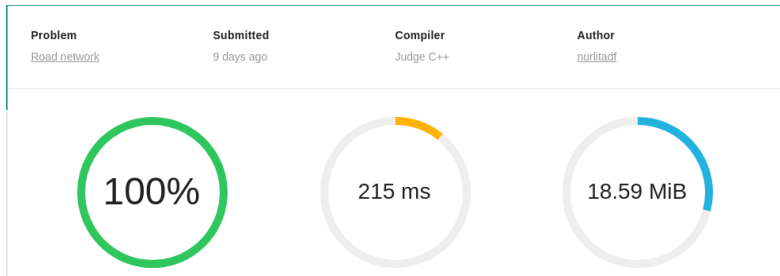 Problem
Submitted
Compiler
Author
Road network
9 days ago
Judge C++
nurlitadf
100%
215 ms
18.59 MiB